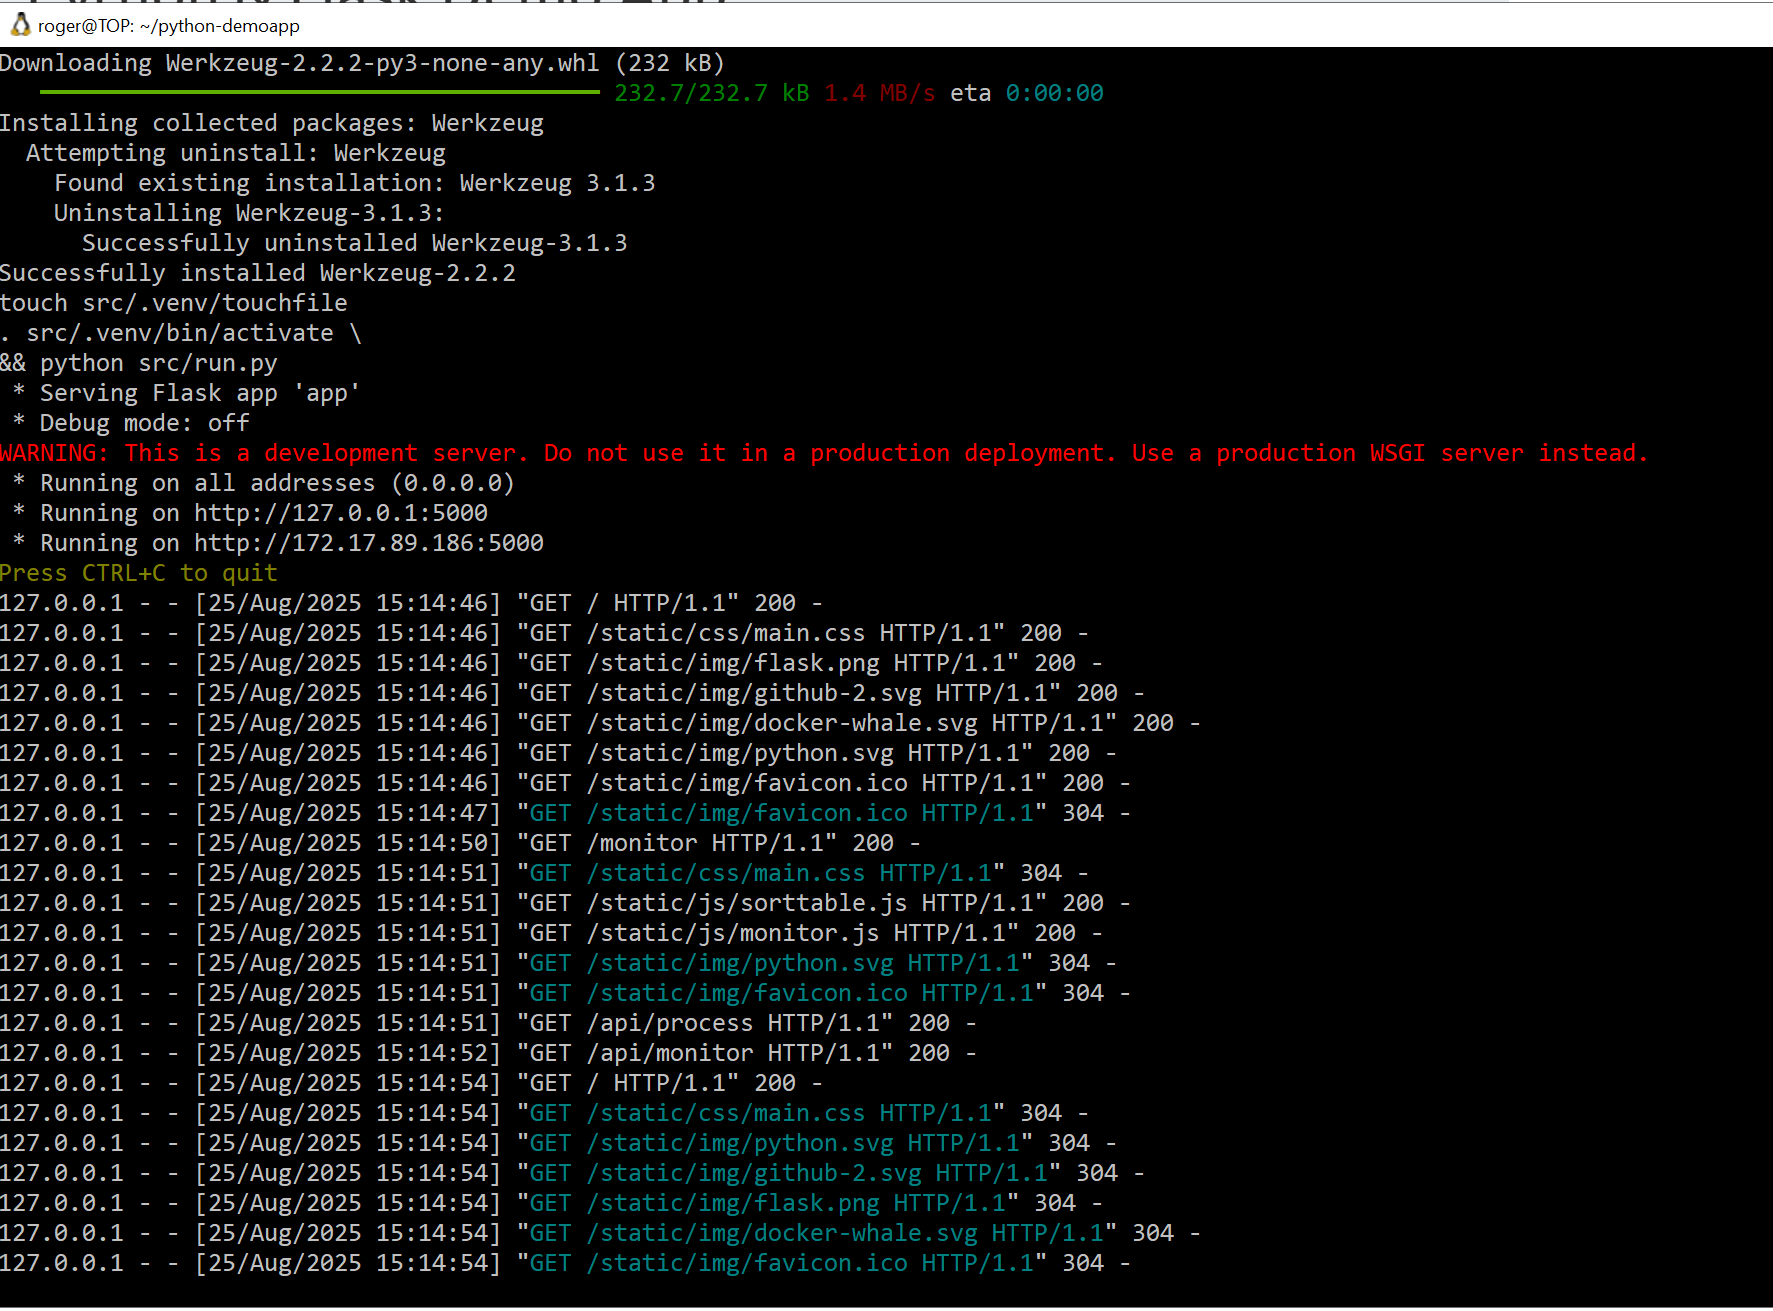 roger@TOP: ~/python-demoapp
Downloading Werkzeug-2.2.2-py3-none-any.whl (232 kB)
232.7/232.7 kB 1.4 MB/s eta 0:00:00
Installing collected packages: Werkzeug
Attempting uninstall: Werkzeug
Found existing installation: Werkzeug 3.1.3
Uninstalling Werkzeug-3.1.3:
Successfully uninstalled Werkzeug-3.1.3
Successfully installed Werkzeug-2.2.2
touch src/.venv/touchfile
. src/.venv/bin/activate \
&& python src/run.py
* Serving Flask app 'app'
* Debug mode: off
WARNING: This is a development server. Do not use it in a production deployment. Use a production WSGI server instead.
* Running on all addresses (0.0.0.0)
* Running on http://127.0.0.1:5000
* Running on http://172.17.89.186:5000
Press CTRL+C to quit
127.0.0.1 - - [25/Aug/2025 15:14:46] "GET / HTTP/1.1" 200 -
127.0.0.1 - - [25/Aug/2025 15:14:46] "GET /static/css/main.css HTTP/1.1" 200 -
127.0.0.1 - - [25/Aug/2025 15:14:46] "GET /static/img/flask.png HTTP/1.1" 200 -
127.0.0.1 - - [25/Aug/2025 15:14:46] "GET /static/img/github-2.svg HTTP/1.1" 200 -
127.0.0.1 - - [25/Aug/2025 15:14:46] "GET /static/img/docker-whale.svg HTTP/1.1" 200 -
127.0.0.1 - - [25/Aug/2025 15:14:46] "GET /static/img/python.svg HTTP/1.1" 200 -
127.0.0.1 - - [25/Aug/2025 15:14:46] "GET /static/img/favicon.ico HTTP/1.1" 200 -
127.0.0.1 - - [25/Aug/2025 15:14:47] "GET /static/img/favicon.ico HTTP/1.1" 304 -
127.0.0.1 - - [25/Aug/2025 15:14:50] "GET /monitor HTTP/1.1" 200 -
127.0.0.1 - - [25/Aug/2025 15:14:51] "GET /static/css/main.css HTTP/1.1" 304 -
127.0.0.1 - - [25/Aug/2025 15:14:51] "GET /static/js/sorttable.js HTTP/1.1" 200 -
127.0.0.1 - - [25/Aug/2025 15:14:51] "GET /static/js/monitor.js HTTP/1.1" 200 -
127.0.0.1 - - [25/Aug/2025 15:14:51] "GET /static/img/python.svg HTTP/1.1" 304 -
127.0.0.1 - - [25/Aug/2025 15:14:51] "GET /static/img/favicon.ico HTTP/1.1" 304 -
127.0.0.1 - - [25/Aug/2025 15:14:51] "GET /api/process HTTP/1.1" 200 -
127.0.0.1 - - [25/Aug/2025 15:14:52] "GET /api/monitor HTTP/1.1" 200 -
127.0.0.1 - - [25/Aug/2025 15:14:54] "GET / HTTP/1.1" 200 -
127.0.0.1 - - [25/Aug/2025 15:14:54] "GET /static/css/main.css HTTP/1.1" 304 -
127.0.0.1 - - [25/Aug/2025 15:14:54] "GET /static/img/python.svg HTTP/1.1" 304 -
127.0.0.1 - - [25/Aug/2025 15:14:54] "GET /static/img/github-2.svg HTTP/1.1" 304 -
127.0.0.1 - - [25/Aug/2025 15:14:54] "GET /static/img/flask.png HTTP/1.1" 304 -
127.0.0.1 - - [25/Aug/2025 15:14:54] "GET /static/img/docker-whale.svg HTTP/1.1" 304 -
127.0.0.1 - - [25/Aug/2025 15:14:54] "GET /static/img/favicon.ico HTTP/1.1" 304 -